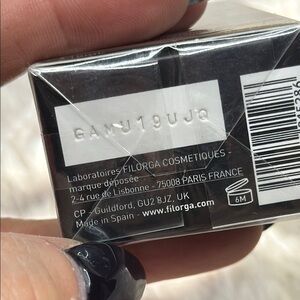 Laboratoires FILORGA COSMETIQUES -
marque déposée
2-4 rue de Lisbonne - 75008 PARIS FRANCE
CP - Guildford, GU2 8JZ, UK
Made in Spain - www.filorga.com
6M